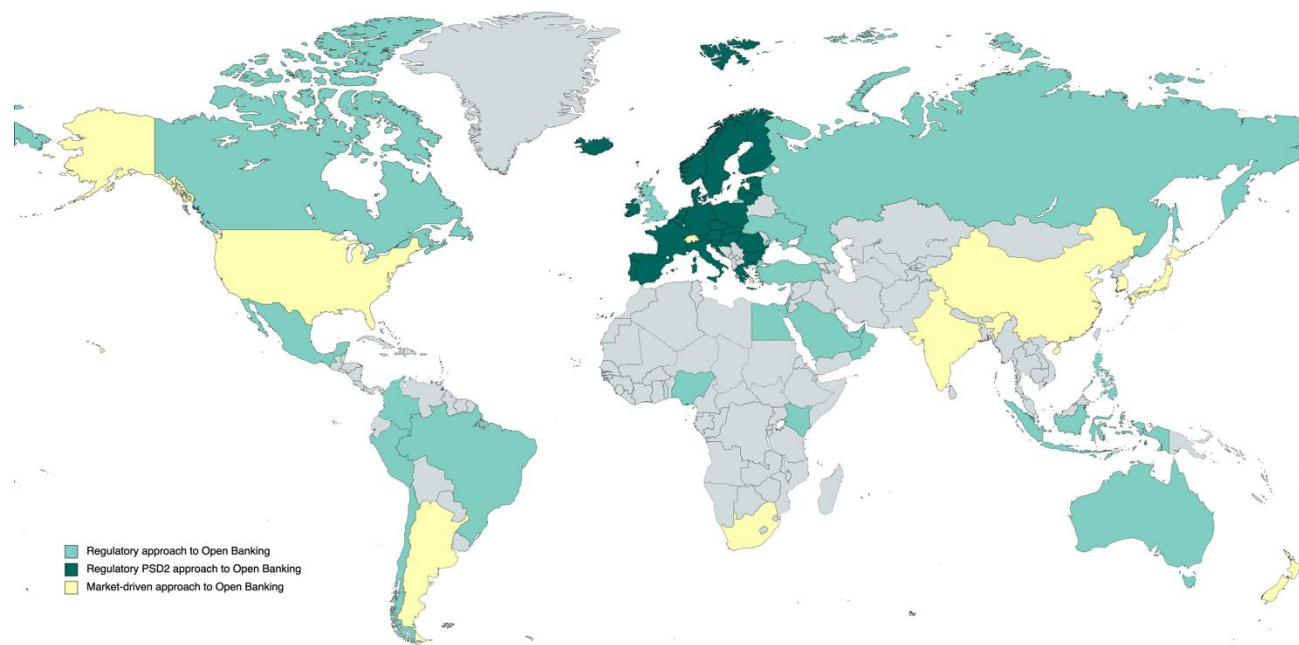 Regulatory approach to Open Banking
Regulatory PSD2 approach to Open Banking
Market-driven approach to Open Banking